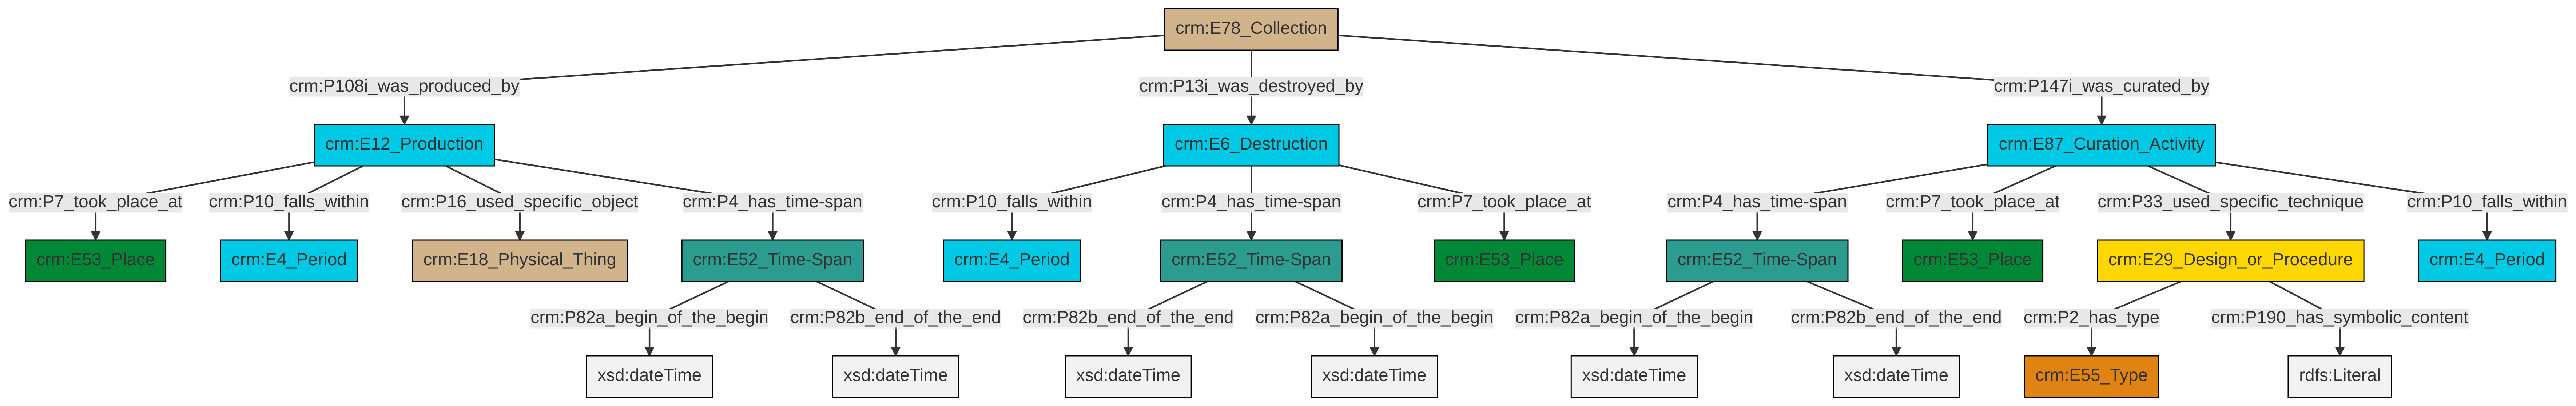 crm:E78_Collection
crm:P108i_was_produced_by
crm:P13i_was_destroyed_by
crm:P147i_was_curated_by
crm:E12_Production
crm:E6_Destruction
crm:E87_Curation_Activity
crm:P7_took_place_at
crm:P10_falls_within
crm:P16_used_specific_object
crm:P4_has_time-span
crm:P10_falls_within
crm:P4_has_time-span
crm:P7_took_place_at
crm:P4_has_time-span
crm:P7_took_place_at
crm:P33_used_specific_technique
crm:P10_falls_within
crm:E53_Place
crm:E4_Period
crm:E18_Physical_Thing
crm:E52_Time-Span
crm:E4_Period
crm:E52_Time-Span
crm:E53_Place
crm:E52_Time-Span
crm:E53_Place
crm:E29_Design_or_Procedure
crm:E4_Period
crm:P82a_begin_of_the_begin
crm:P82b_end_of_the_end
crm:P82b_end_of_the_end
crm:P82a_begin_of_the_begin
crm:P82a_begin_of_the_begin
crm:P82b_end_of_the_end
crm:P2_has_type
crm:P190_has_symbolic_content
xsd:dateTime
xsd:dateTime
xsd:dateTime
xsd:dateTime
xsd:dateTime
xsd:dateTime
crm:E55_Type
rdfs:Literal